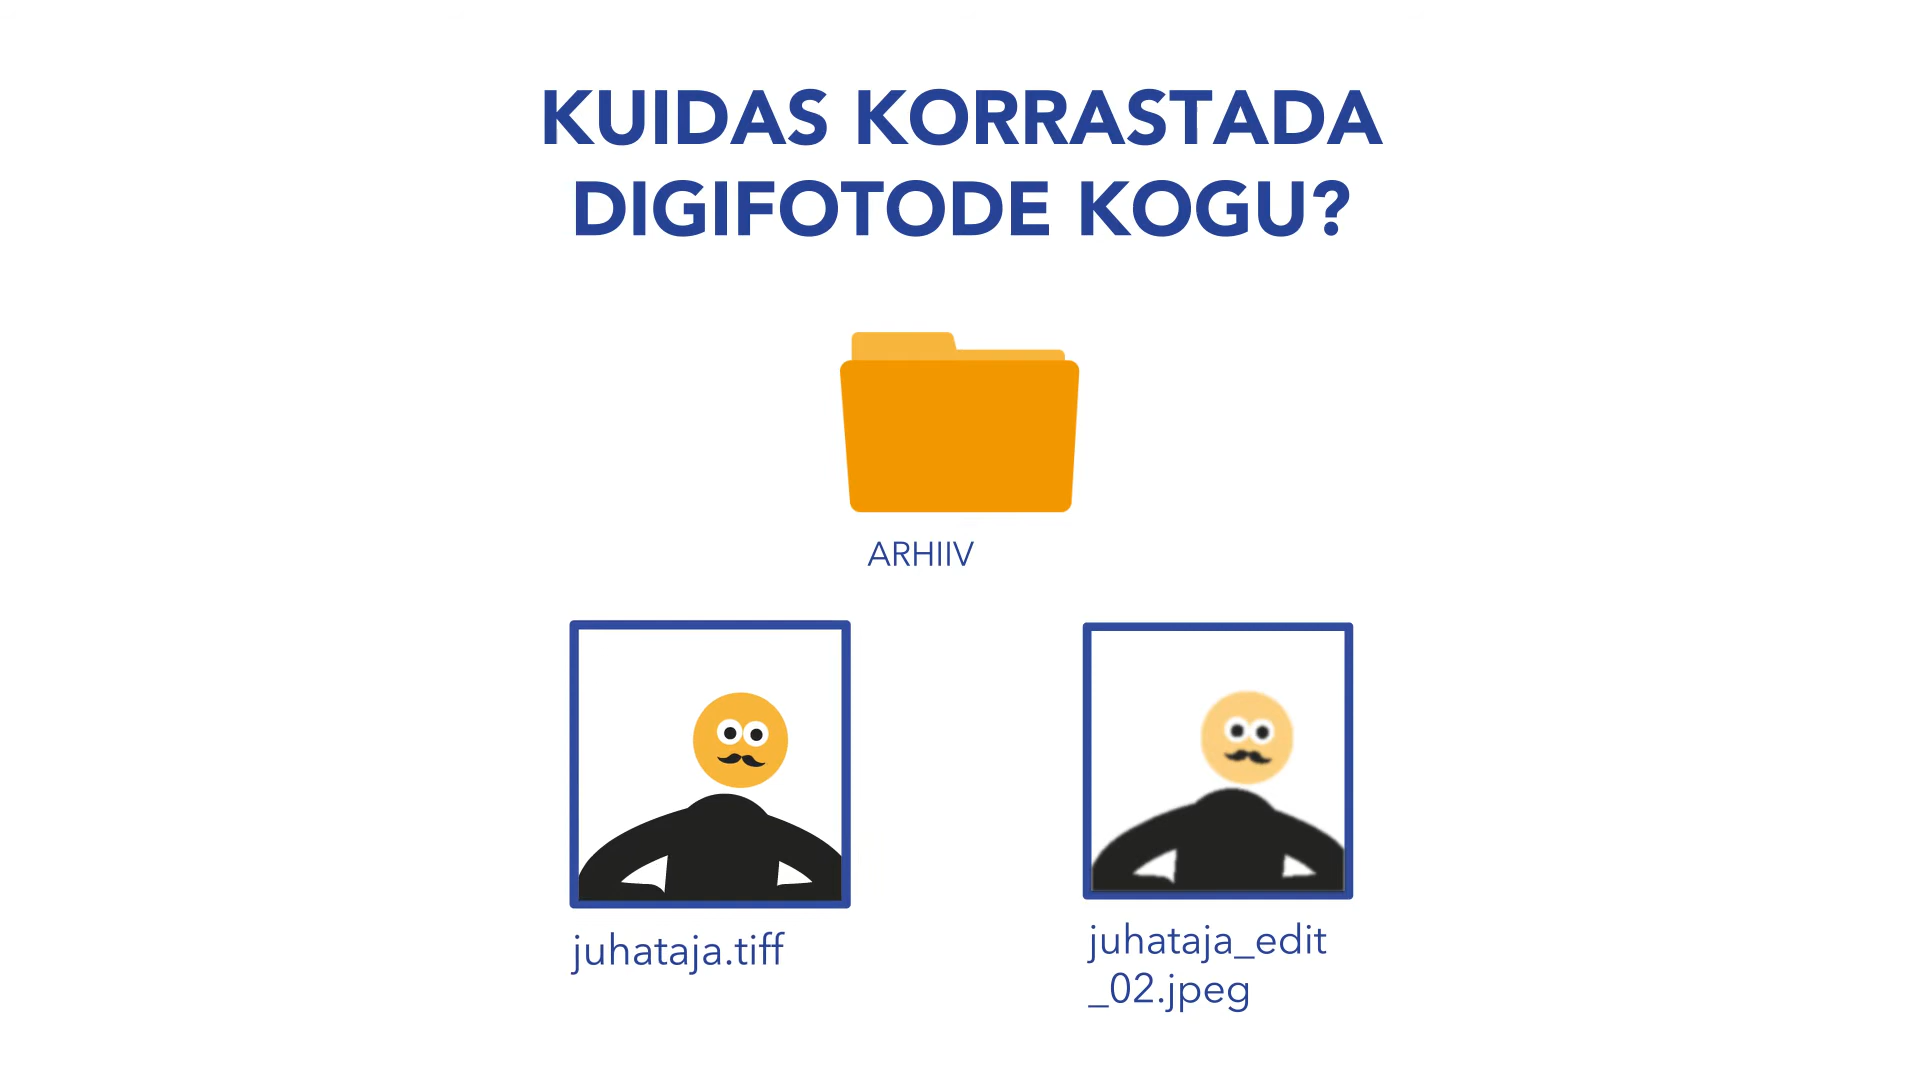 KUIDAS KORRASTADA
DIGIFOTODE KOGU?
ARHIIV
juhataja.tiff
juhataja_edit
_02.jpeg